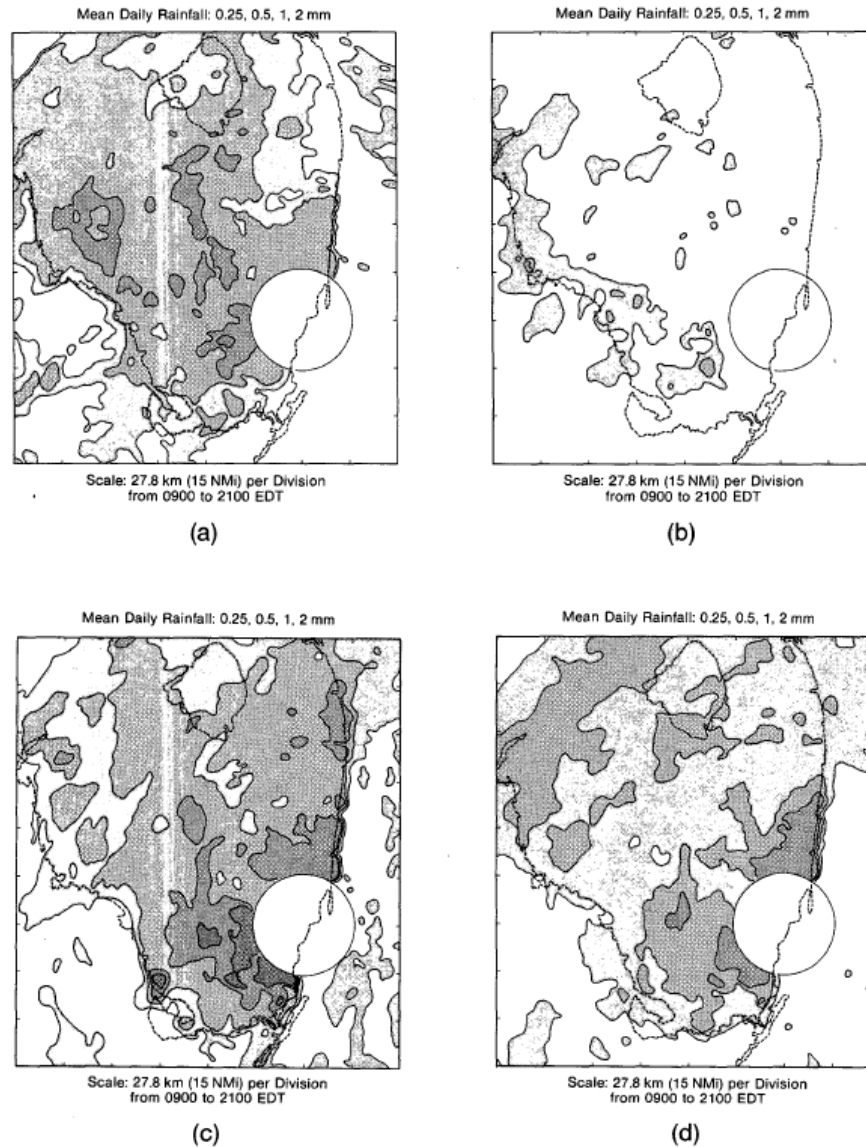 Mean Daily Rainfall: 0.25, 0.5, 1, 2 mm
Scale: 27.8 km (15 NMi) per Division
from 0900 to 2100 EDT
(a)
Mean Daily Rainfall: 0.25, 0.5, 1, 2 mm
Scale: 27.8 km (15 NMi) per Division
from 0900 to 2100 EDT
(b)
Mean Daily Rainfall: 0.25, 0.5, 1, 2 mm
Scale: 27.8 km (15 NMi) per Division
from 0900 to 2100 EDT
(c)
Mean Daily Rainfall: 0.25, 0.5, 1, 2 mm
Scale: 27.8 km (15 NMi) per Division
from 0900 to 2100 EDT
(d)